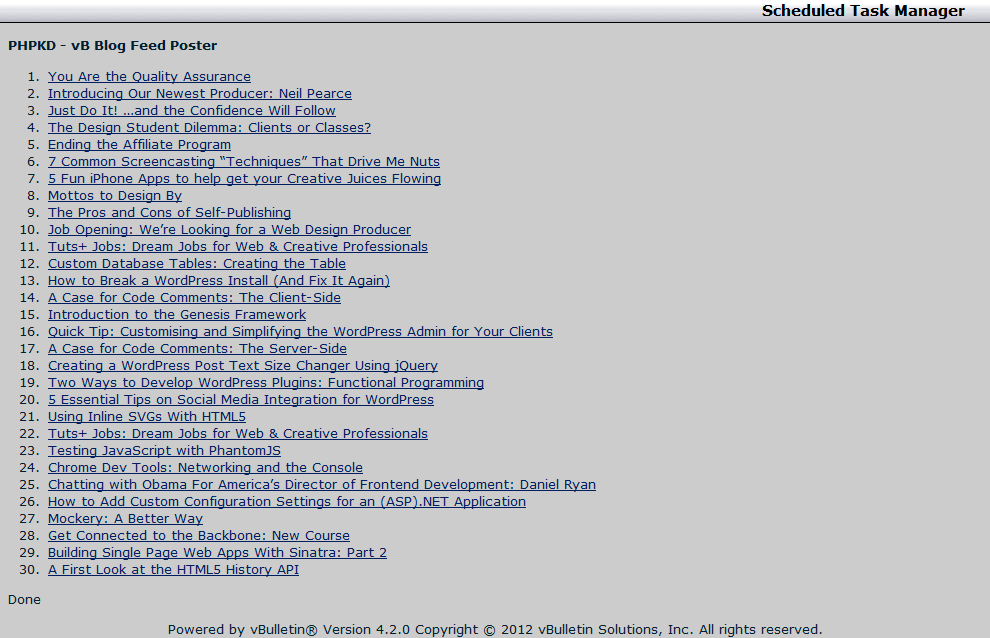 Scheduled Task Manager
PHPKD - vB Blog Feed Poster
1. You Are the Quality Assurance
2. Introducing Our Newest Producer: Neil Pearce
3. Just Do It! …and the Confidence Will Follow
4. The Design Student Dilemma: Clients or Classes?
5. Ending the Affiliate Program
6. 7 Common Screencasting “Techniques” That Drive Me Nuts
7. 5 Fun iPhone Apps to help get your Creative Juices Flowing
8. Mottos to Design By
9. The Pros and Cons of Self-Publishing
10. Job Opening: We’re Looking for a Web Design Producer
11. Tuts+ Jobs: Dream Jobs for Web & Creative Professionals
12. Custom Database Tables: Creating the Table
13. How to Break a WordPress Install (And Fix It Again)
14. A Case for Code Comments: The Client-Side
15. Introduction to the Genesis Framework
16. Quick Tip: Customising and Simplifying the WordPress Admin for Your Clients
17. A Case for Code Comments: The Server-Side
18. Creating a WordPress Post Text Size Changer Using jQuery
19. Two Ways to Develop WordPress Plugins: Functional Programming
20. 5 Essential Tips on Social Media Integration for WordPress
21. Using Inline SVGs With HTML5
22. Tuts+ Jobs: Dream Jobs for Web & Creative Professionals
23. Testing JavaScript with PhantomJS
24. Chrome Dev Tools: Networking and the Console
25. Chatting with Obama For America’s Director of Frontend Development: Daniel Ryan
26. How to Add Custom Configuration Settings for an (ASP).NET Application
27. Mockery: A Better Way
28. Get Connected to the Backbone: New Course
29. Building Single Page Web Apps With Sinatra: Part 2
30. A First Look at the HTML5 History API
Done
Powered by vBulletin® Version 4.2.0 Copyright © 2012 vBulletin Solutions, Inc. All rights reserved.